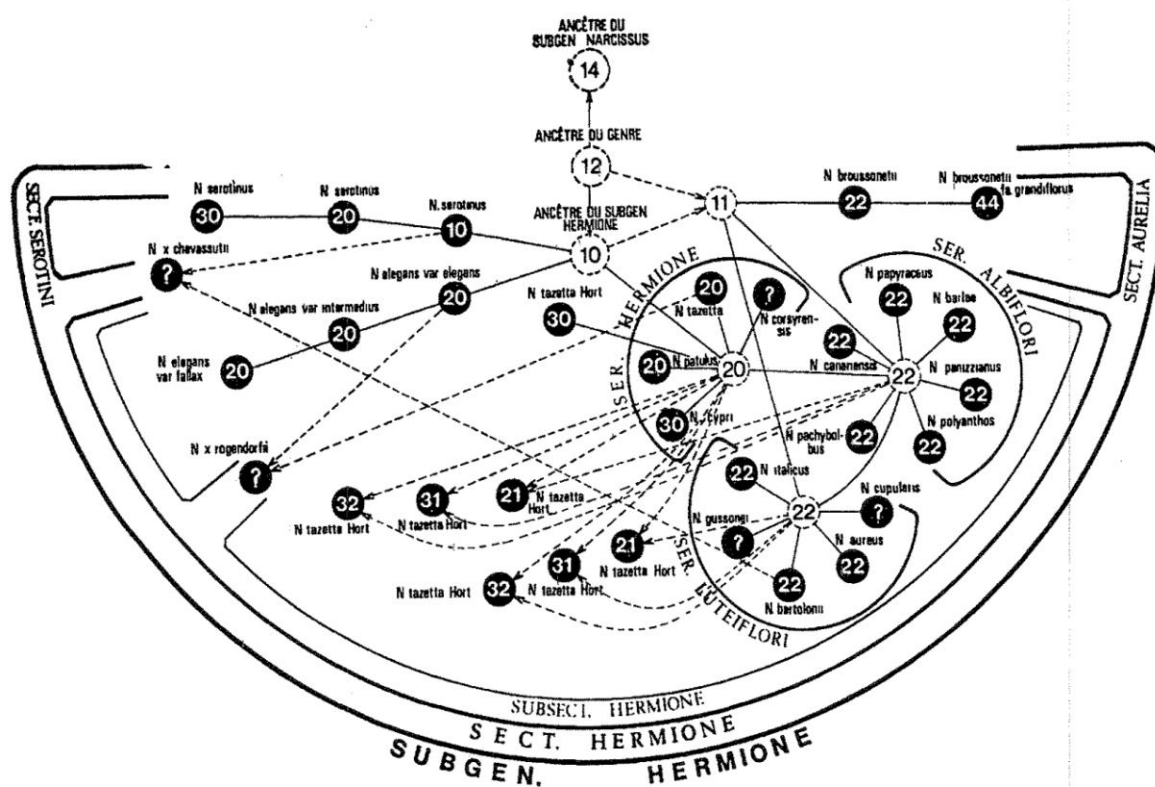 ANCÊTRE DU
SUBGEN NARCISSUS
14
ANCÊTRE DU GENRE
12
ANCÊTRE DU SUBGEN
HERMIONE
10
11
N broussonetii
22
N broussonetii
fa. grandiflorus
44
N serotinus
30
N serotinus
20
N. serotinus
10
N x chevassutii
?
N elegans var elegans
20
N elegans var intermedius
20
N elegans
var fallax
20
N x rogendorfii
?
N tazetta Hort
30
20
N tazetta
?
N corsyren-
sis
20
N. patulus
20
30
N. cypri
22
N canariensis
22
N papyraceus
22
N barlae
22
N panizzianus
22
N polyanthos
22
N pachybol-
bus
22
N italicus
22
22
N cupularis
?
N gussonei
?
N aureus
22
N bertolonii
22
32
N tazetta Hort
31
N tazetta Hort
21
N tazetta
Hort
21
N tazetta Hort
31
N tazetta Hort
32
N tazetta Hort
SECT. SEROTINI
SECT. AURELIA
SER HERMIONE
SER. ALBIFLORI
SER. LUTEIFLORI
SUBSECT. HERMIONE
SECT. HERMIONE
SUBGEN. HERMIONE